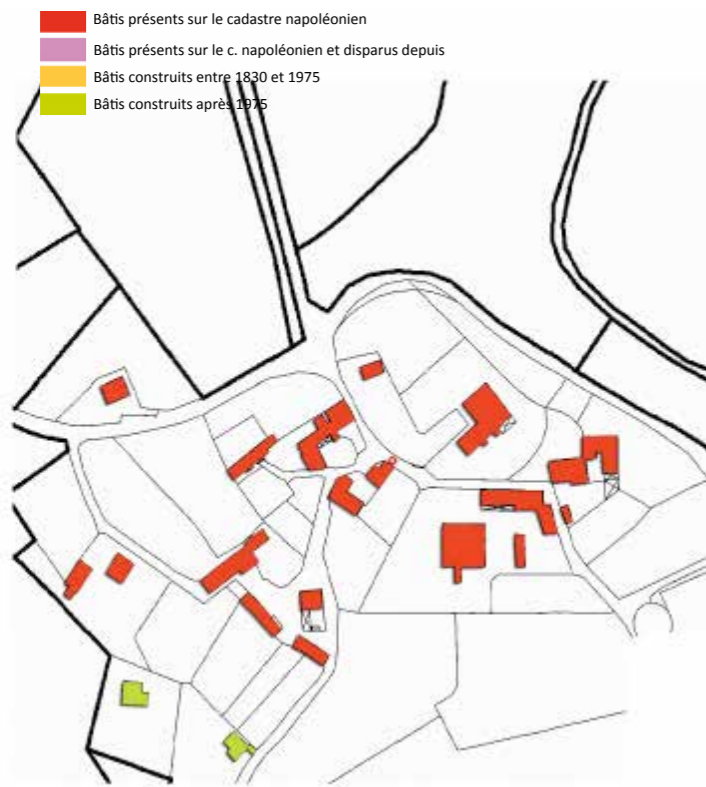 Bâtis présents sur le cadastre napoléonien
Bâtis présents sur le c. napoléonien et disparus depuis
Bâtis construits entre 1830 et 1975
Bâtis construits après 1975